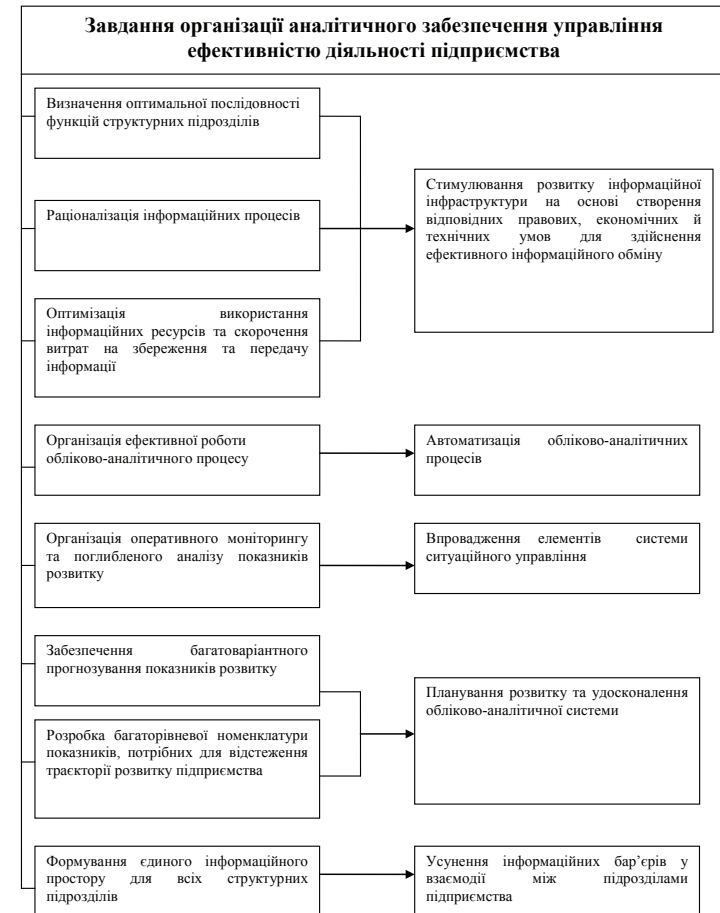 Завдання організації аналітичного забезпечення управління
ефективністю діяльності підприємства
Визначення оптимальної послідовності
функцій структурних підрозділів
Раціоналізація інформаційних процесів
Оптимізація використання
інформаційних ресурсів та скорочення
витрат на збереження та передачу
інформації
Стимулювання розвитку інформаційної
інфраструктури на основі створення
відповідних правових, економічних й
технічних умов для здійснення
ефективного інформаційного обміну
Організація ефективної роботи
обліково-аналітичного процесу
Автоматизація обліково-аналітичних
процесів
Організація оперативного моніторингу
та поглибленого аналізу показників
розвитку
Впровадження елементів системи
ситуаційного управління
Забезпечення багатоваріантного
прогнозування показників розвитку
Розробка багаторівневої номенклатури
показників, потрібних для відстеження
траєкторії розвитку підприємства
Планування розвитку та удосконалення
обліково-аналітичної системи
Формування єдиного інформаційного
простору для всіх структурних
підрозділів
Усунення інформаційних бар’єрів у
взаємодії між підрозділами
підприємства